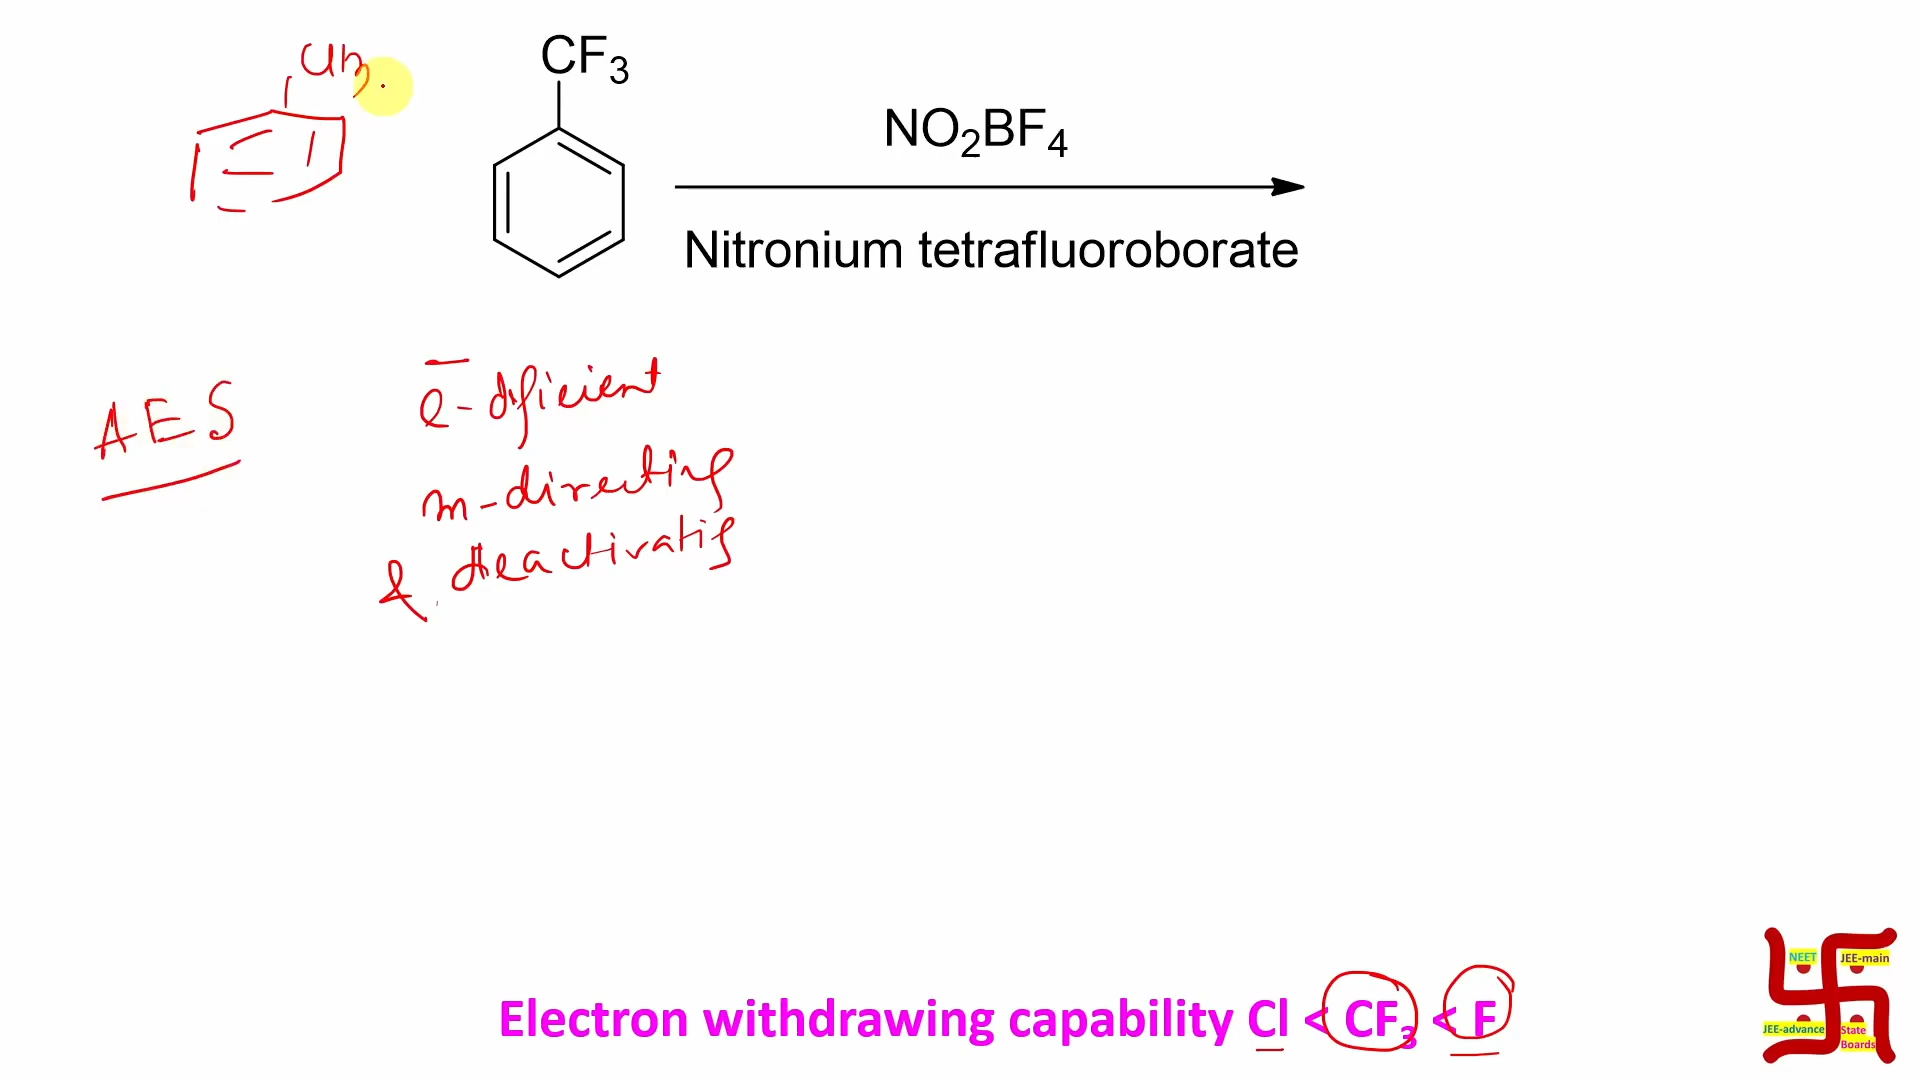 CH3
CF3
NO2BF4
Nitronium tetrafluoroborate
AES
e-dificient
m-directing
& deactivatig
Electron withdrawing capability Cl < CF3 < F
NEET
JEE-main
JEE-advance
State
Boards